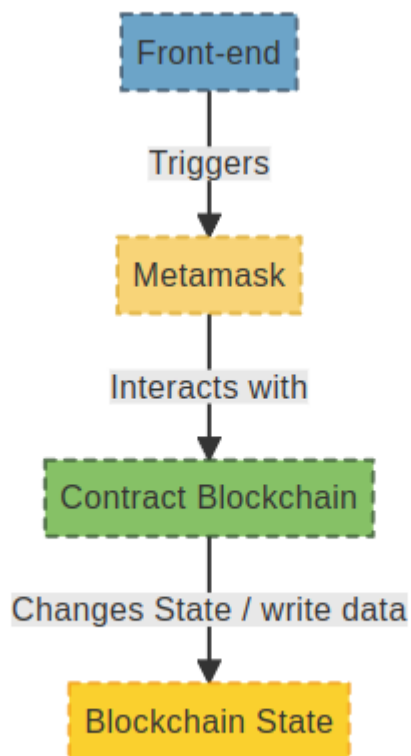 Front-end
Triggers
Metamask
Interacts with
Contract Blockchain
Changes State / write data
Blockchain State